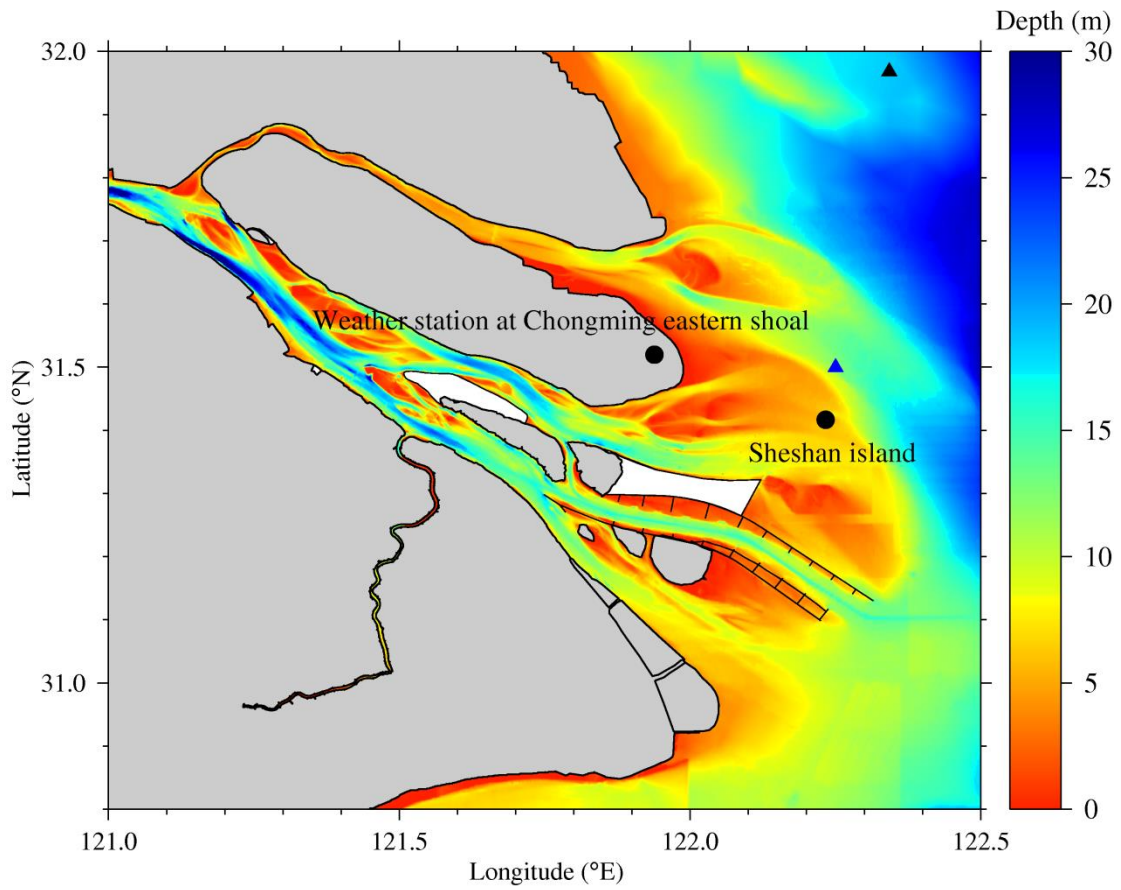 Depth (m)
32.0
30
25
Weather station at Chongming eastern shoal
20
31.5
Latitude (°N)
Sheshan island
15
10
31.0
5
0
121.0
121.5
122.0
122.5
Longitude (°E)